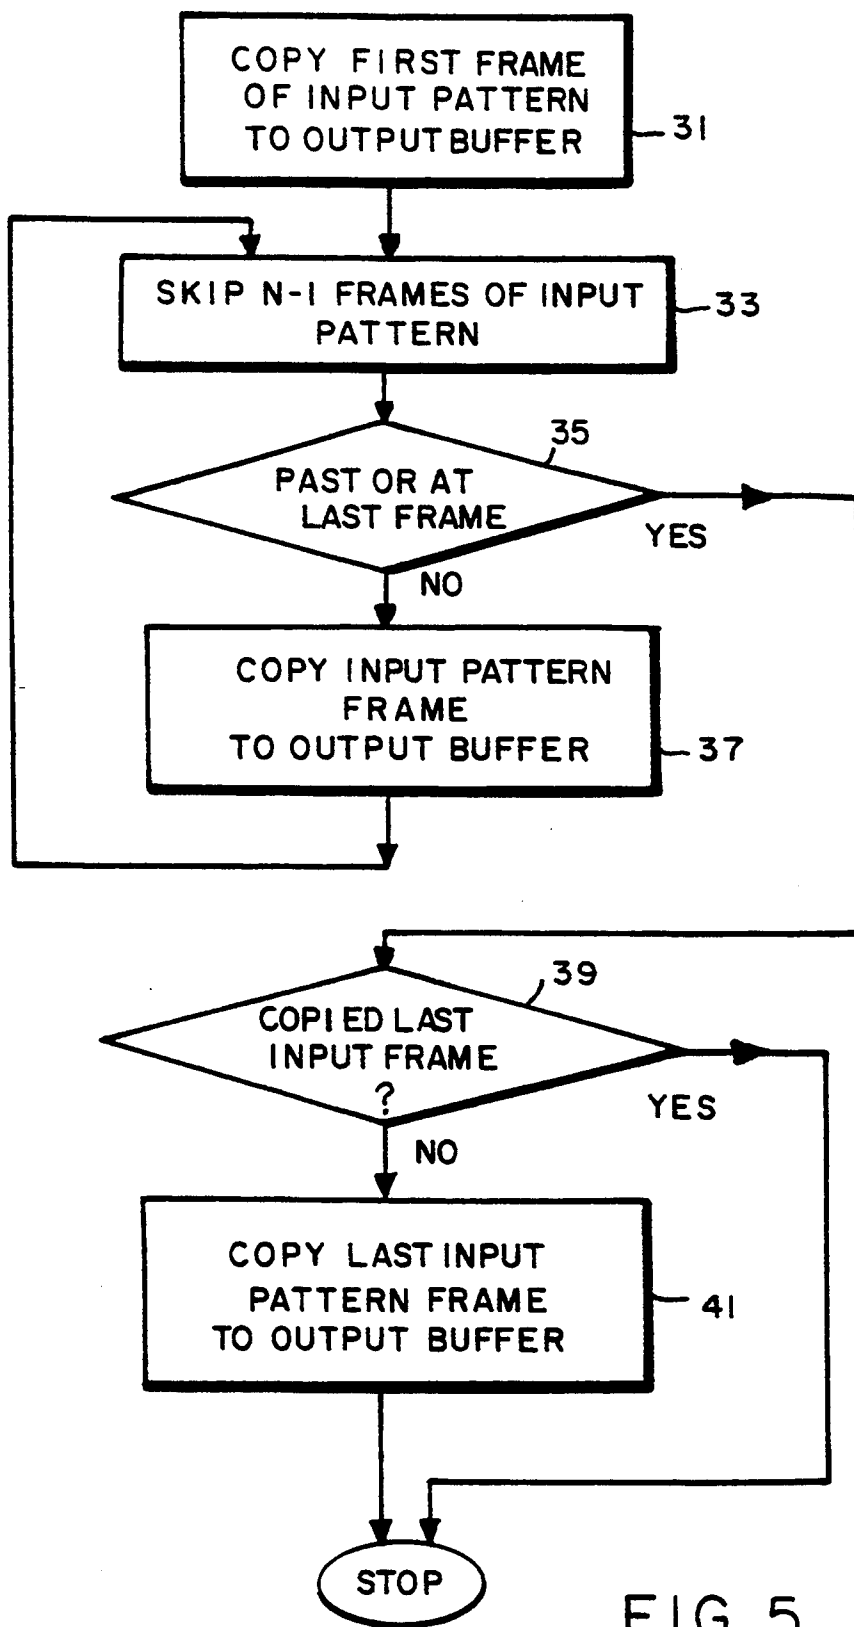 COPY FIRST FRAME
OF INPUT PATTERN
TO OUTPUT BUFFER
31
SKIP N-1 FRAMES OF INPUT
PATTERN
33
35
PAST OR AT
LAST FRAME
YES
NO
COPY INPUT PATTERN
FRAME
TO OUTPUT BUFFER
37
39
COPIED LAST
INPUT FRAME
?
YES
NO
COPY LAST INPUT
PATTERN FRAME
TO OUTPUT BUFFER
41
STOP
FIG 5